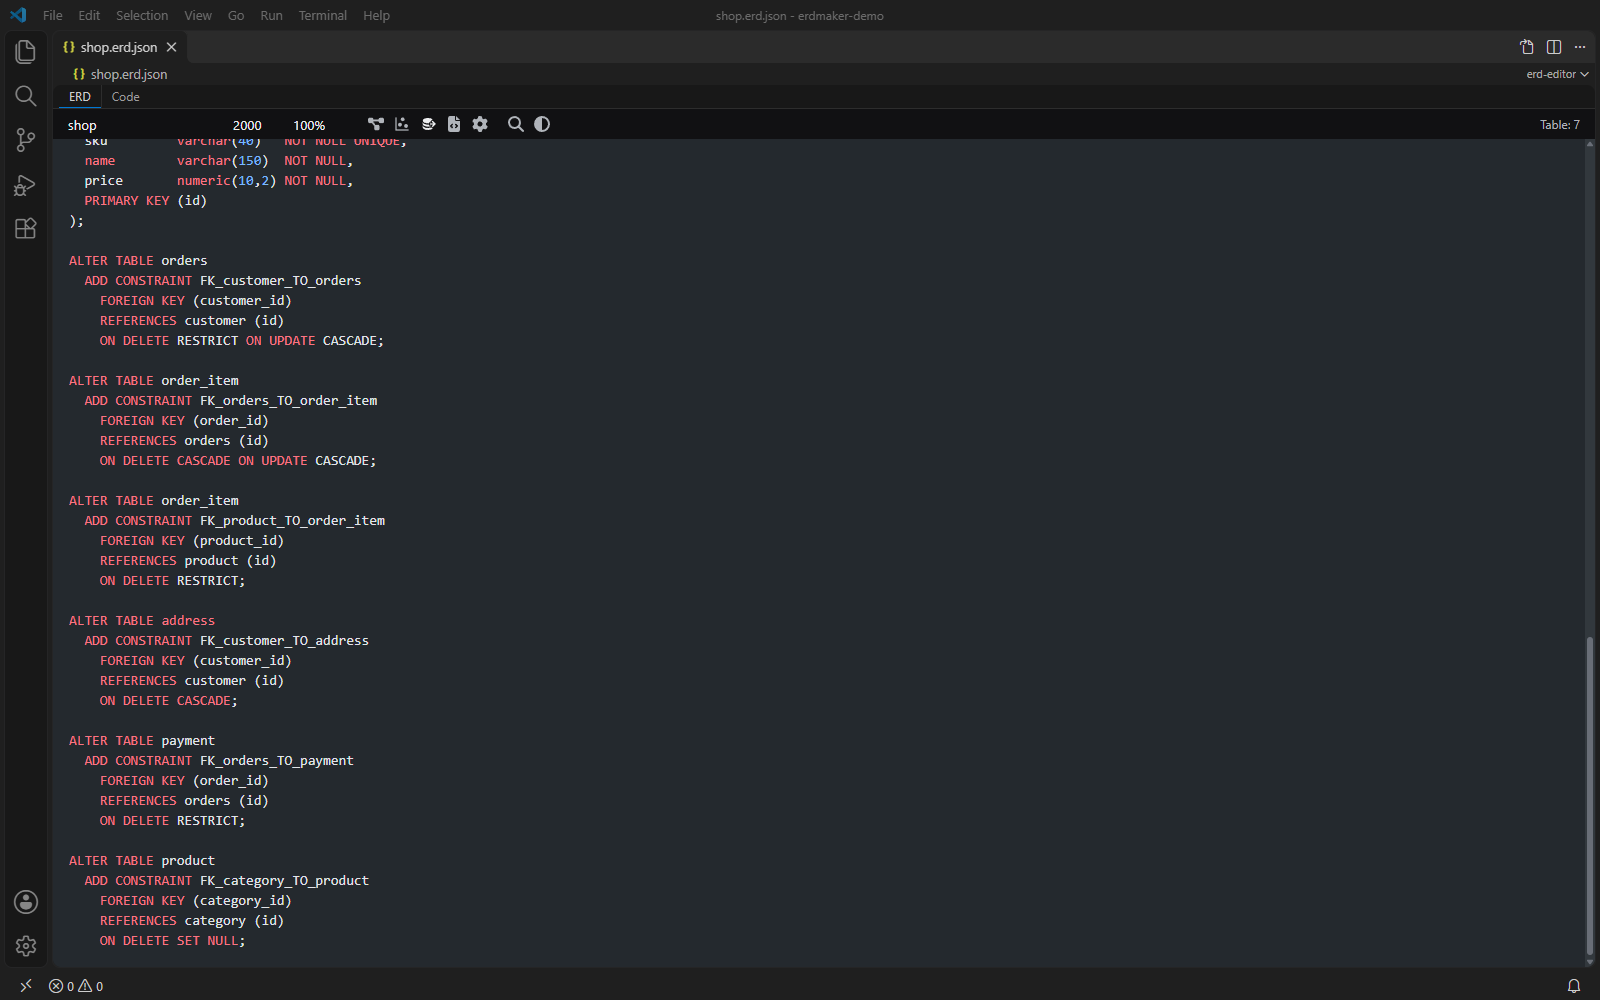 File Edit Selection View Go Run Terminal Help
shop.erd.json - erdmaker-demo
{} shop.erd.json
{} shop.erd.json
erd-editor
ERD Code
shop 2000 100% Table: 7
sku varchar(40) NOT NULL UNIQUE,
name varchar(150) NOT NULL,
price numeric(10,2) NOT NULL,
PRIMARY KEY (id)
);
ALTER TABLE orders
ADD CONSTRAINT FK_customer_TO_orders
FOREIGN KEY (customer_id)
REFERENCES customer (id)
ON DELETE RESTRICT ON UPDATE CASCADE;
ALTER TABLE order_item
ADD CONSTRAINT FK_orders_TO_order_item
FOREIGN KEY (order_id)
REFERENCES orders (id)
ON DELETE CASCADE ON UPDATE CASCADE;
ALTER TABLE order_item
ADD CONSTRAINT FK_product_TO_order_item
FOREIGN KEY (product_id)
REFERENCES product (id)
ON DELETE RESTRICT;
ALTER TABLE address
ADD CONSTRAINT FK_customer_TO_address
FOREIGN KEY (customer_id)
REFERENCES customer (id)
ON DELETE CASCADE;
ALTER TABLE payment
ADD CONSTRAINT FK_orders_TO_payment
FOREIGN KEY (order_id)
REFERENCES orders (id)
ON DELETE RESTRICT;
ALTER TABLE product
ADD CONSTRAINT FK_category_TO_product
FOREIGN KEY (category_id)
REFERENCES category (id)
ON DELETE SET NULL;
0 0